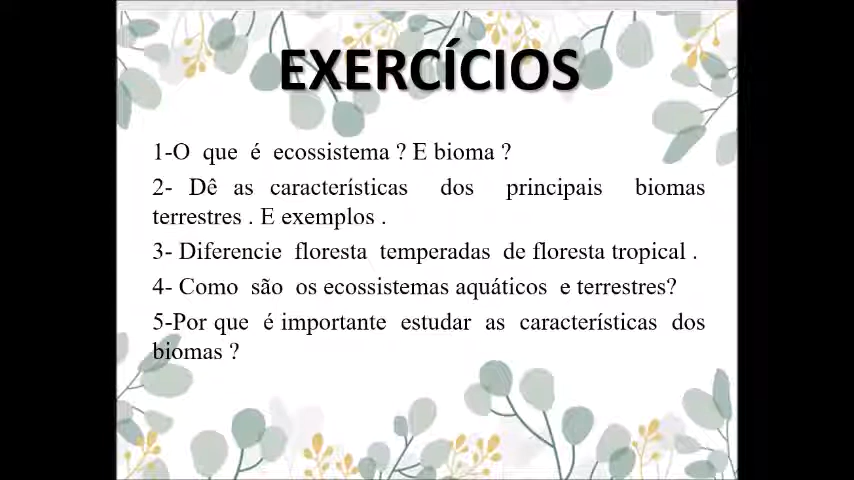 EXERCÍCIOS
1-O que é ecossistema ? E bioma ?
2- Dê as características dos principais biomas
terrestres . E exemplos .
3- Diferencie floresta temperadas de floresta tropical .
4- Como são os ecossistemas aquáticos e terrestres?
5-Por que é importante estudar as características dos
biomas ?